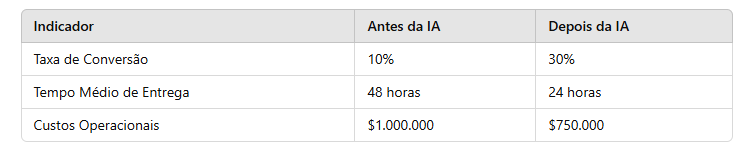 Indicador Antes da IA Depois da IA
Taxa de Conversão 10% 30%
Tempo Médio de Entrega 48 horas 24 horas
Custos Operacionais $1.000.000 $750.000